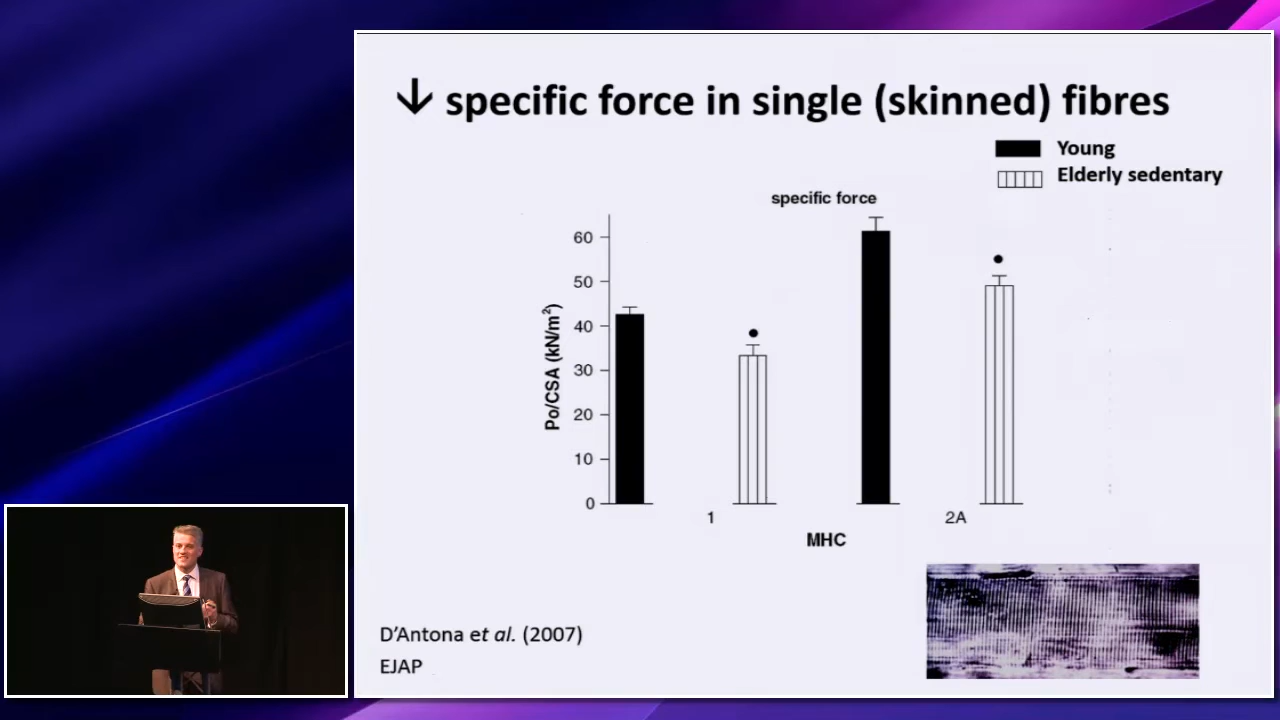 ↓ specific force in single (skinned) fibres
Young
Elderly sedentary
specific force
60
50
40
30
20
10
0
Po/CSA (kN/m²)
1
2A
MHC
D'Antona et al. (2007)
EJAP